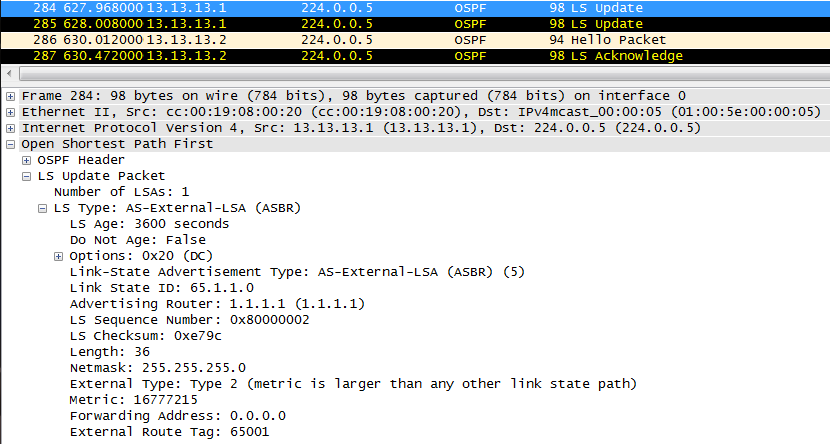 284 627.968000 13.13.13.1 224.0.0.5 OSPF 98 LS Update
285 628.008000 13.13.13.1 224.0.0.5 OSPF 98 LS Update
286 630.012000 13.13.13.2 224.0.0.5 OSPF 94 Hello Packet
287 630.472000 13.13.13.2 224.0.0.5 OSPF 98 LS Acknowledge
Frame 284: 98 bytes on wire (784 bits), 98 bytes captured (784 bits) on interface 0
Ethernet II, Src: cc:00:19:08:00:20 (cc:00:19:08:00:20), Dst: IPv4mcast_00:00:05 (01:00:5e:00:00:05)
Internet Protocol Version 4, Src: 13.13.13.1 (13.13.13.1), Dst: 224.0.0.5 (224.0.0.5)
Open Shortest Path First
OSPF Header
LS Update Packet
Number of LSAs: 1
LS Type: AS-External-LSA (ASBR)
LS Age: 3600 seconds
Do Not Age: False
Options: 0x20 (DC)
Link-State Advertisement Type: AS-External-LSA (ASBR) (5)
Link State ID: 65.1.1.0
Advertising Router: 1.1.1.1 (1.1.1.1)
LS Sequence Number: 0x80000002
LS Checksum: 0xe79c
Length: 36
Netmask: 255.255.255.0
External Type: Type 2 (metric is larger than any other link state path)
Metric: 16777215
Forwarding Address: 0.0.0.0
External Route Tag: 65001